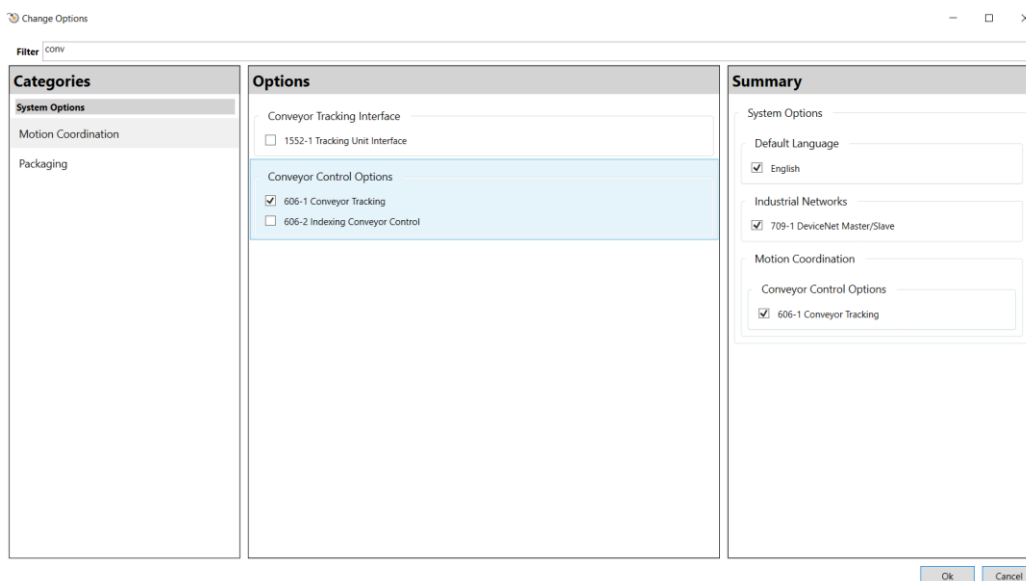 Change Options
Filter conv
Categories
System Options
Motion Coordination
Packaging
Options
Conveyor Tracking Interface
1552-1 Tracking Unit Interface
Conveyor Control Options
606-1 Conveyor Tracking
606-2 Indexing Conveyor Control
Summary
System Options
Default Language
English
Industrial Networks
709-1 DeviceNet Master/Slave
Motion Coordination
Conveyor Control Options
606-1 Conveyor Tracking
Ok Cancel